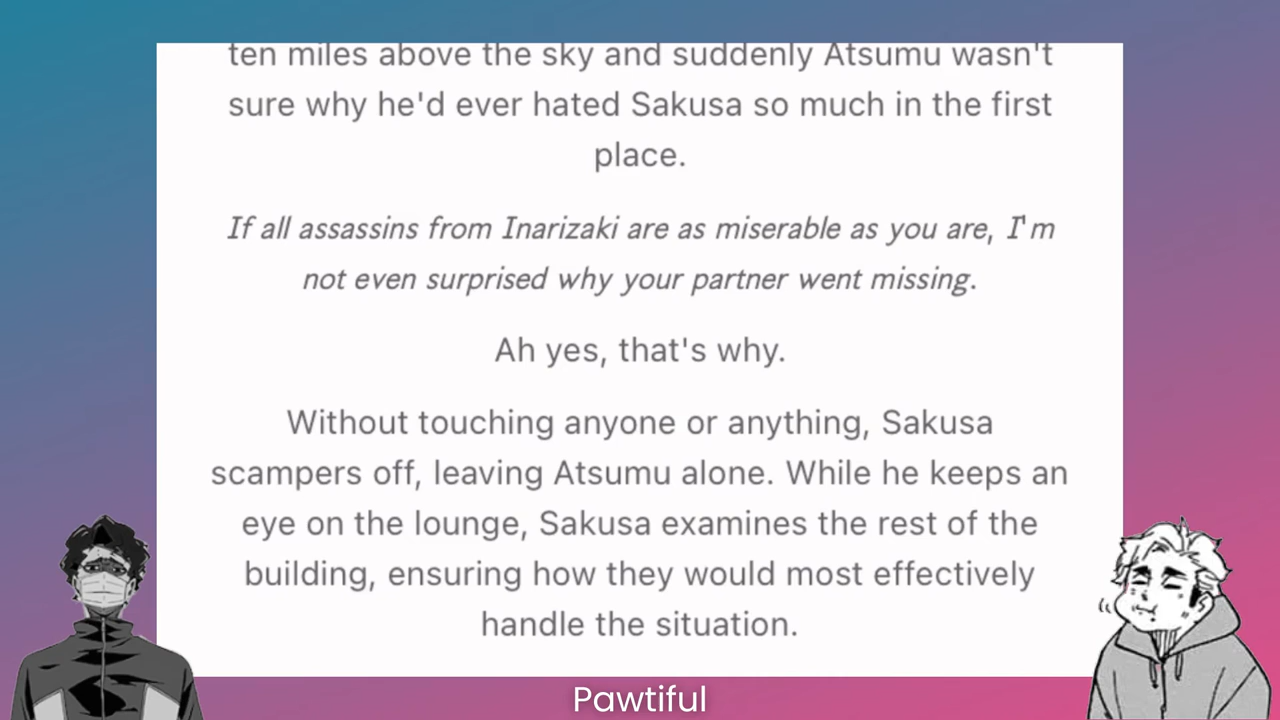 ten miles above the sky and suddenly Atsumu wasn't
sure why he'd ever hated Sakusa so much in the first
place.
If all assassins from Inarizaki are as miserable as you are, I'm
not even surprised why your partner went missing.
Ah yes, that's why.
Without touching anyone or anything, Sakusa
scampers off, leaving Atsumu alone. While he keeps an
eye on the lounge, Sakusa examines the rest of the
building, ensuring how they would most effectively
handle the situation.
Pawtiful